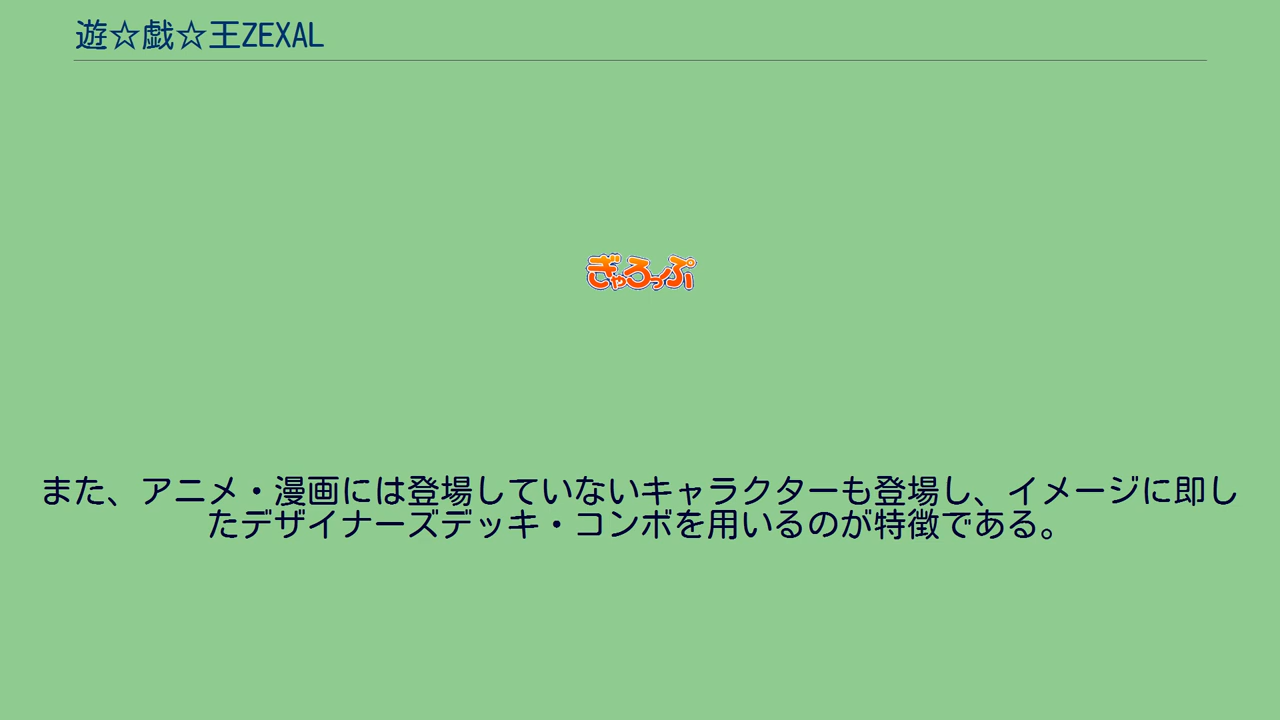 遊☆戯☆王ZEXAL
ぎゃろっぷ
また、アニメ・漫画には登場していないキャラクターも登場し、イメージに即し
たデザイナーズデッキ・コンボを用いるのが特徴である。